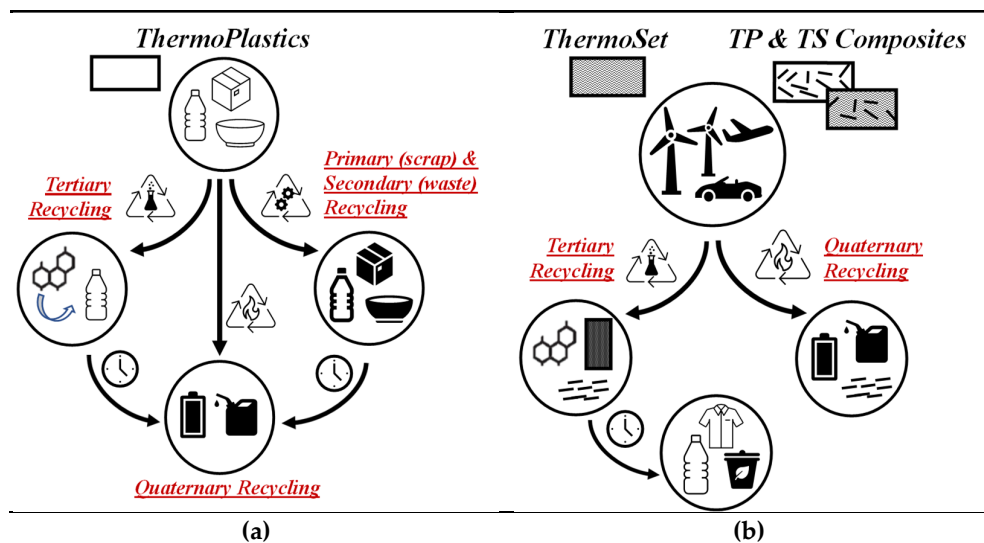 ThermoPlastics
Primary (scrap) &
Secondary (waste)
Recycling
Tertiary
Recycling
Quaternary Recycling
(a)
ThermoSet
TP & TS Composites
Tertiary
Recycling
Quaternary
Recycling
(b)